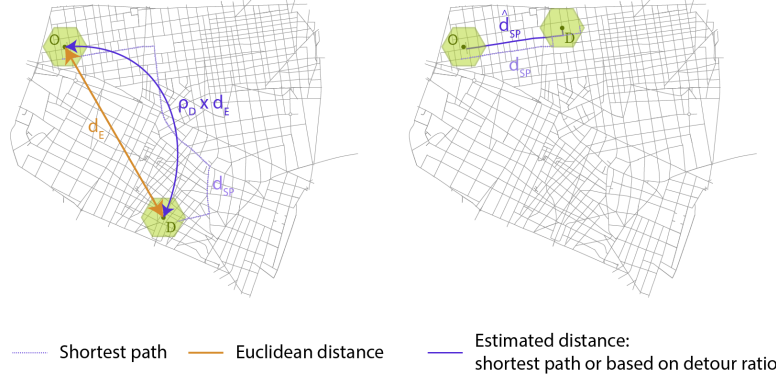 O
ρ_D x d_E
d_E
d_SP
D
O
d̂_SP
D
d_SP
Shortest path
Euclidean distance
Estimated distance:
shortest path or based on detour ratio